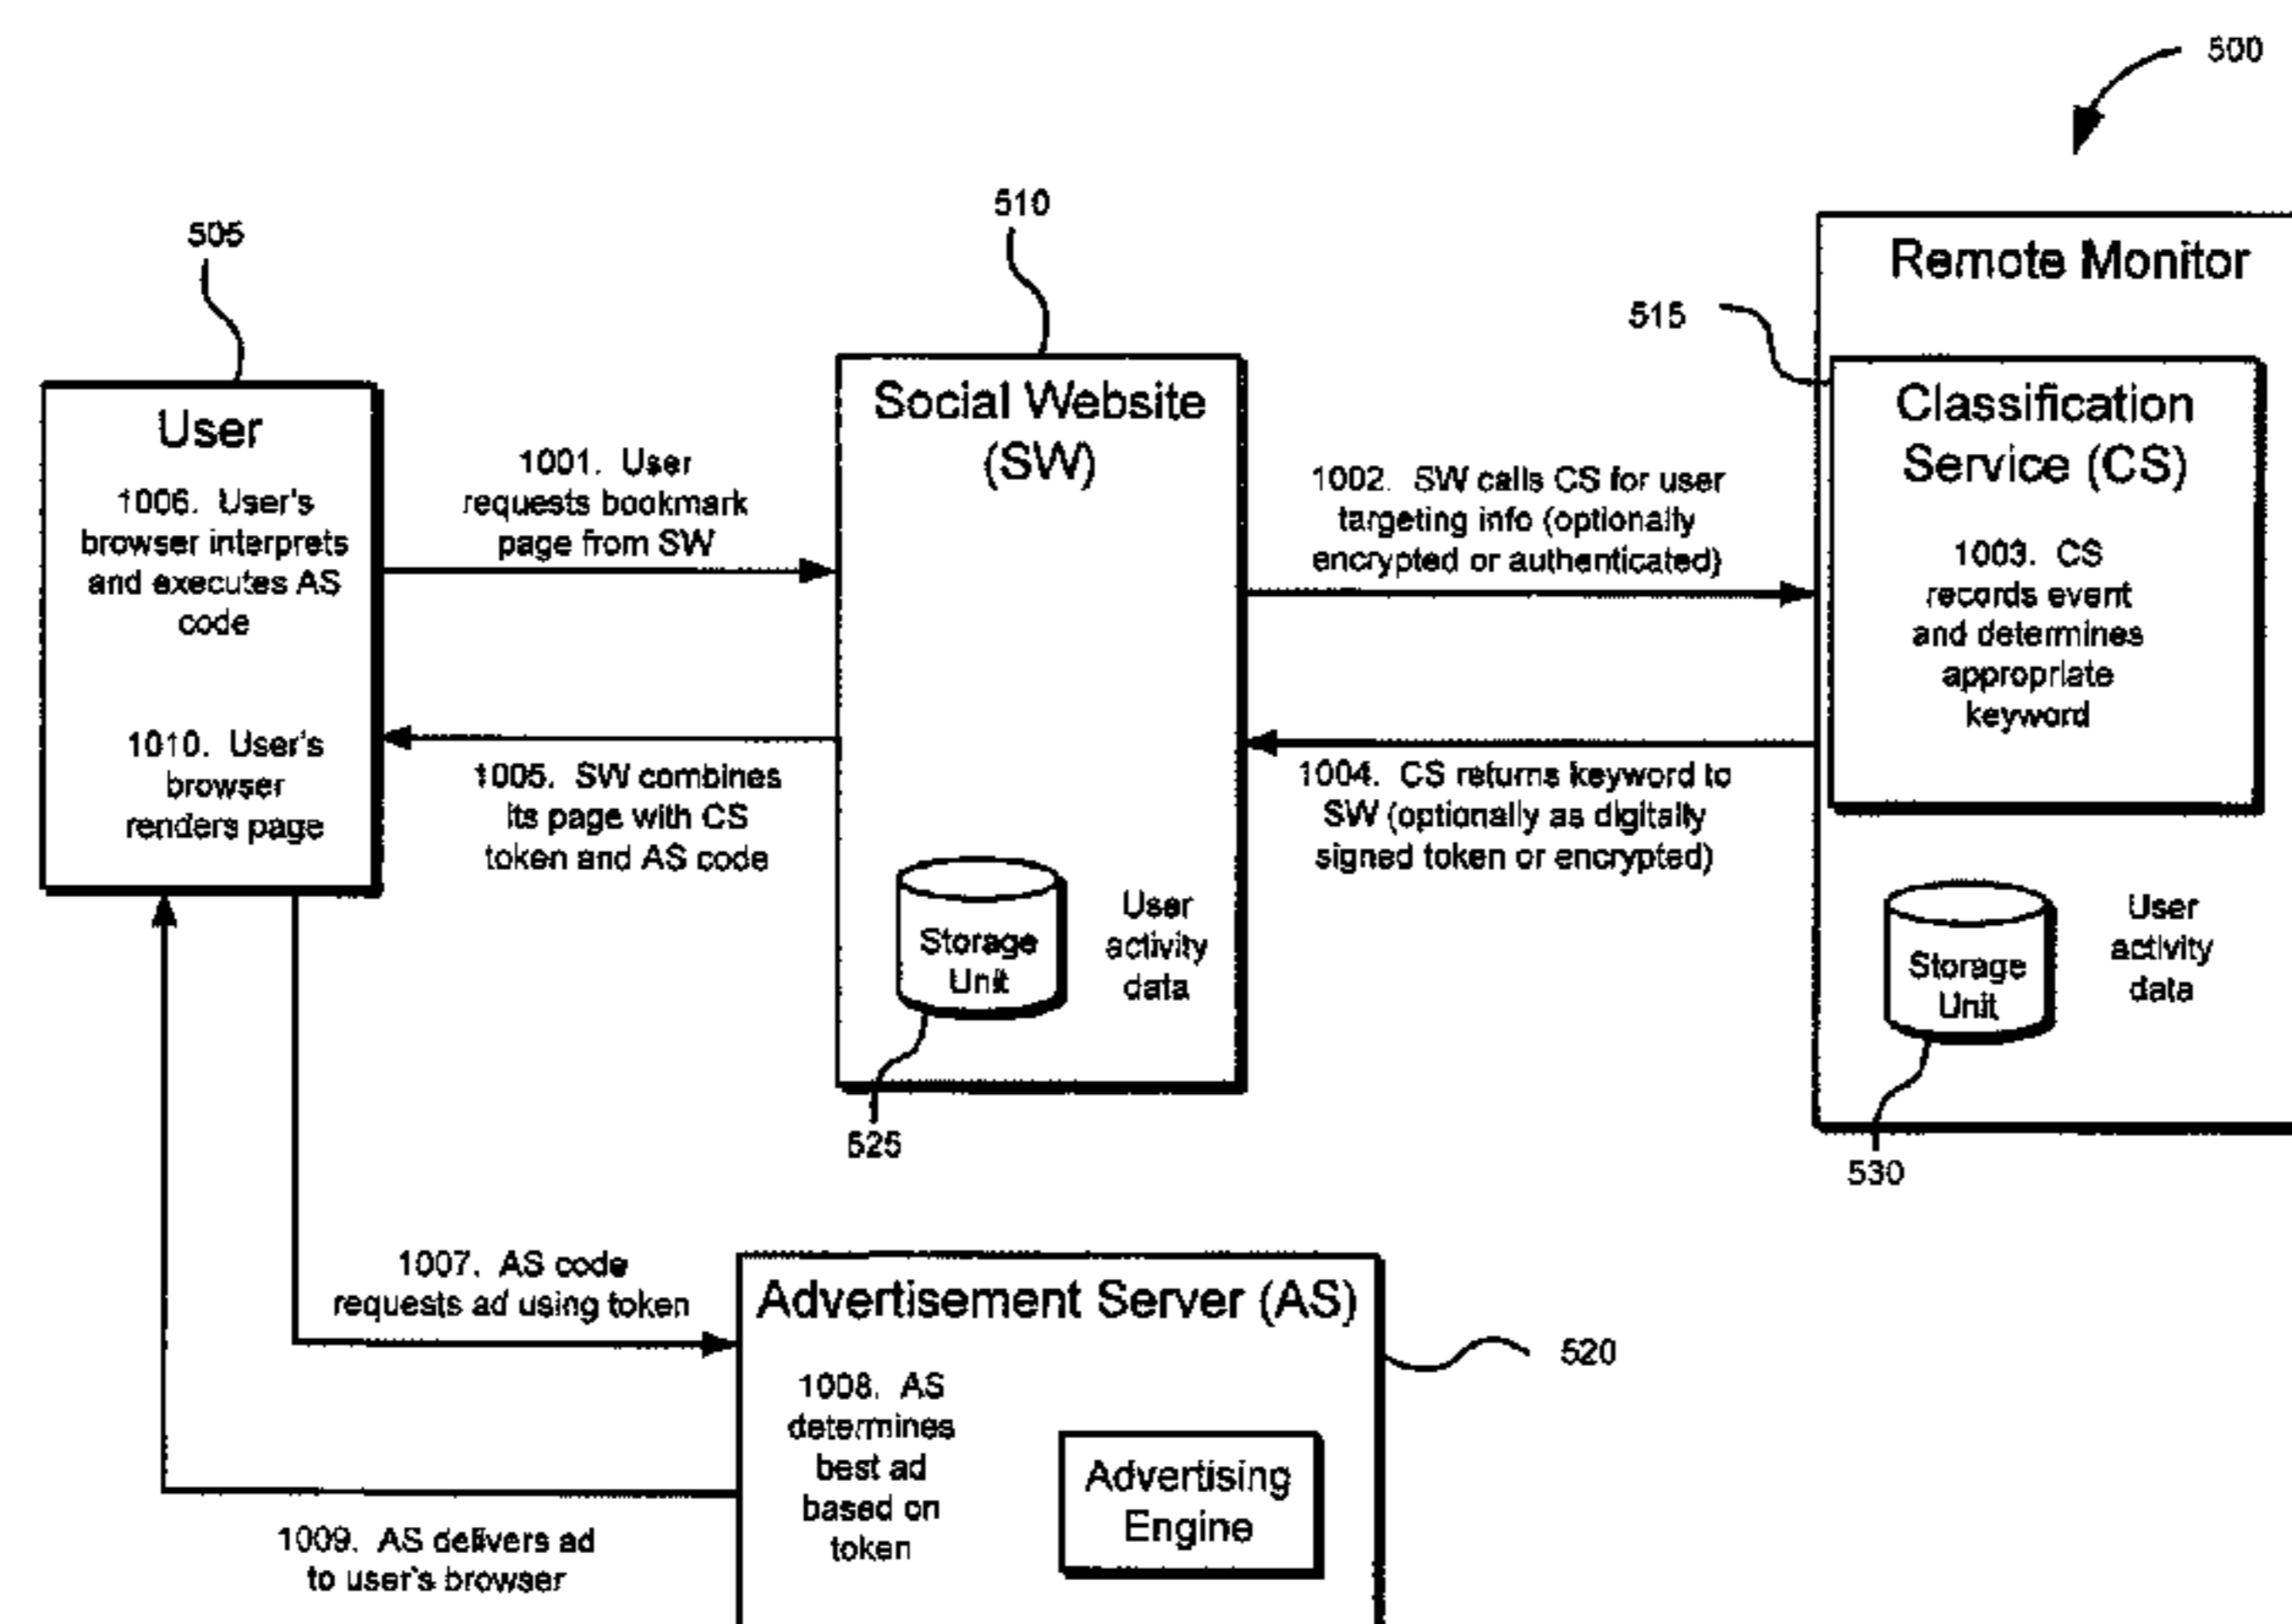 500
510
505
Remote Monitor
515
Social Website
(SW)
Classification
Service (CS)
User
1001. User
requests bookmark
page from SW
1002. SW calls CS for user
targeting info (optionally
encrypted or authenticated)
1006. User's
browser interprets
and executes AS
code
1003. CS
records event
and determines
appropriate
keyword
1010. User's
browser
renders page
1005. SW combines
its page with CS
token and AS code
1004. CS returns keyword to
SW (optionally as digitally
signed token or encrypted)
Storage
Unit
User
activity
data
Storage
Unit
User
activity
data
525
530
1007. AS code
requests ad using token
Advertisement Server (AS)
520
1008. AS
determines
best ad
based on
token
Advertising
Engine
1009. AS delivers ad
to user's browser